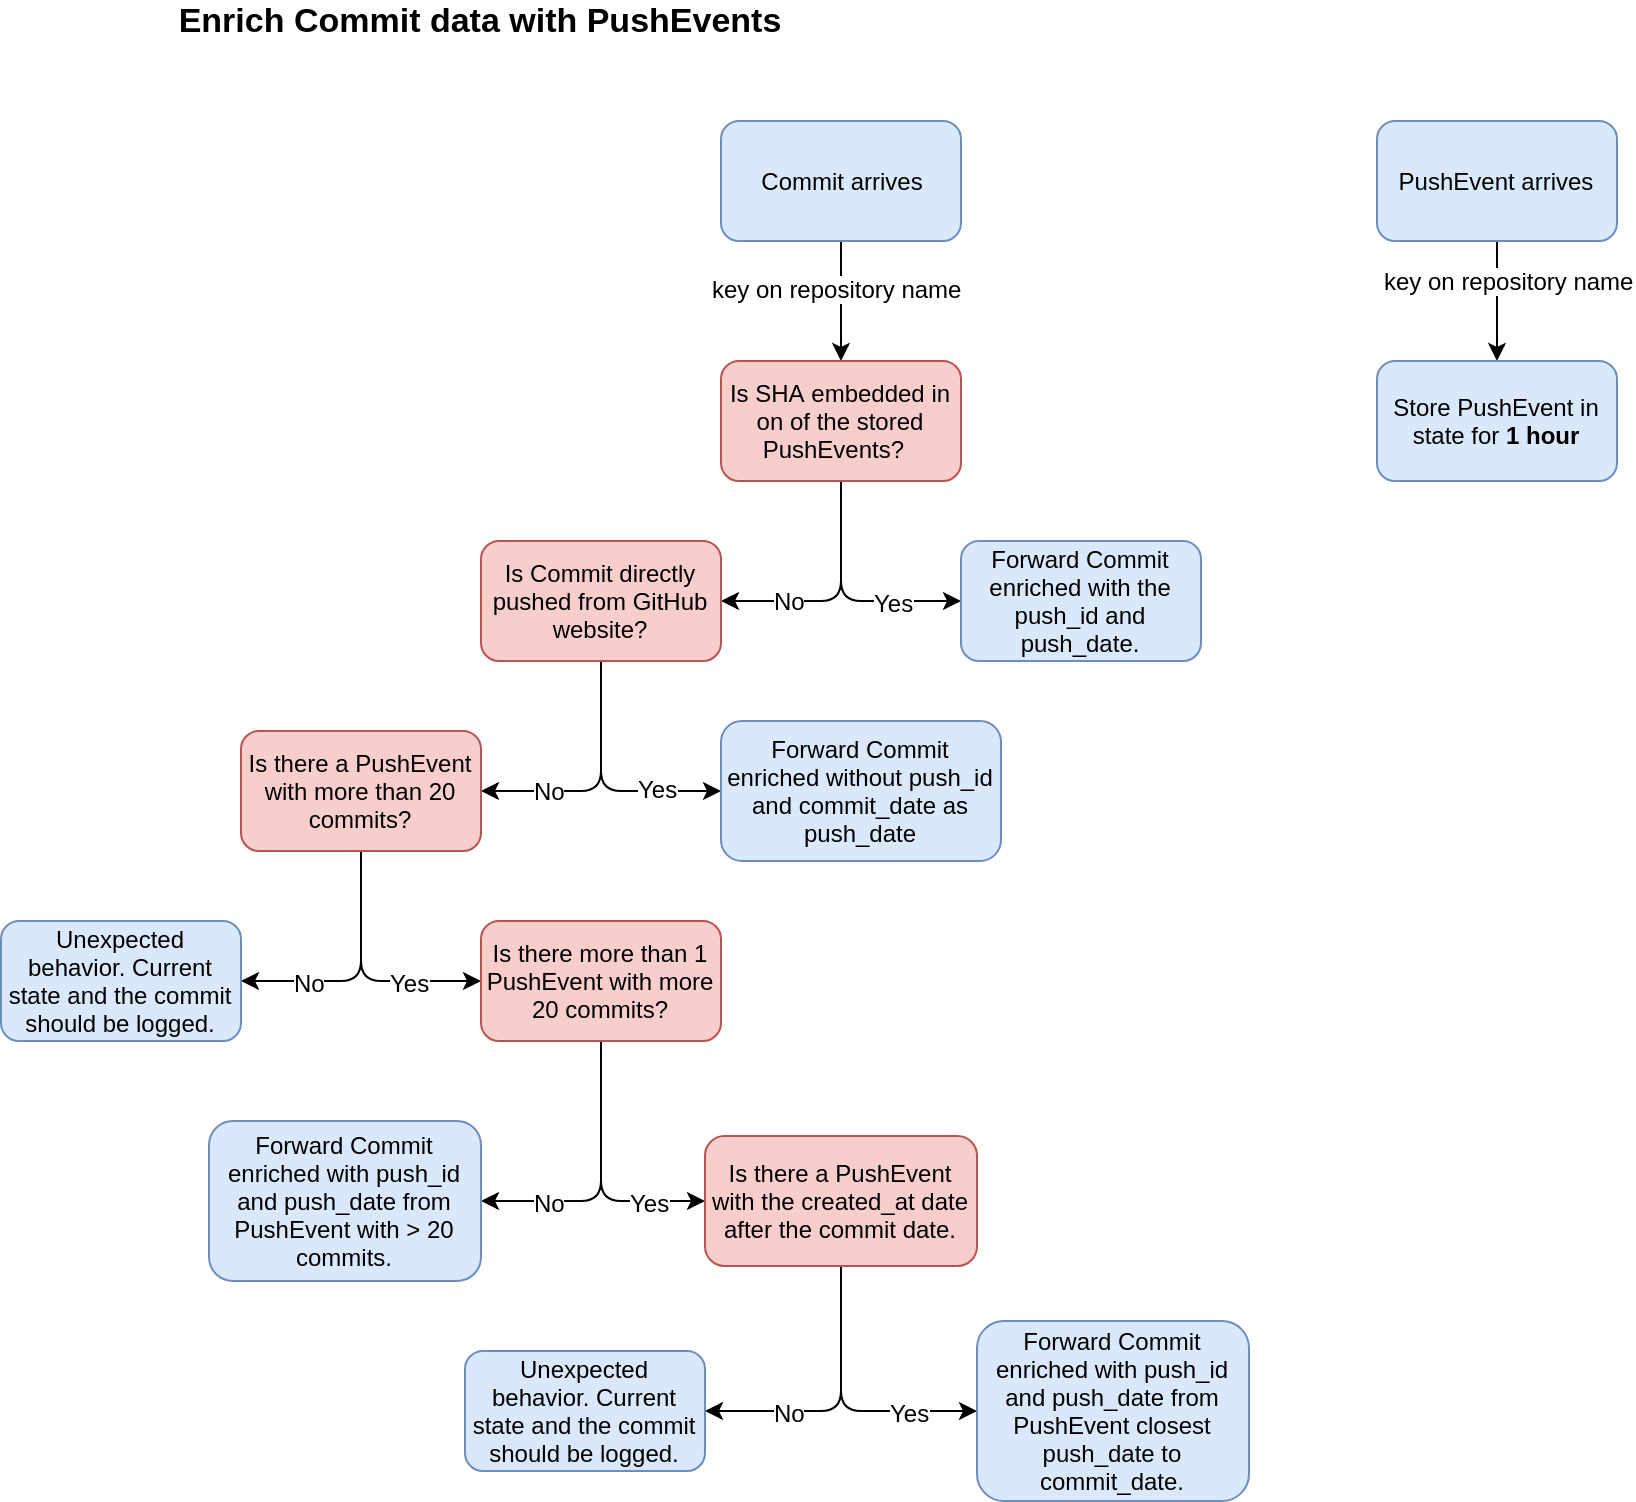 Enrich Commit data with PushEvents
Commit arrives
PushEvent arrives
key on repository name
key on repository name
Is SHA embedded in
on of the stored
PushEvents?
Store PushEvent in
state for 1 hour
Is Commit directly
pushed from GitHub
website?
No
Yes
Forward Commit
enriched with the
push_id and
push_date.
Is there a PushEvent
with more than 20
commits?
No
Yes
Forward Commit
enriched without push_id
and commit_date as
push_date
Unexpected
behavior. Current
state and the commit
should be logged.
No
Yes
Is there more than 1
PushEvent with more
20 commits?
Forward Commit
enriched with push_id
and push_date from
PushEvent with > 20
commits.
No
Yes
Is there a PushEvent
with the created_at date
after the commit date.
Unexpected
behavior. Current
state and the commit
should be logged.
No
Yes
Forward Commit
enriched with push_id
and push_date from
PushEvent closest
push_date to
commit_date.